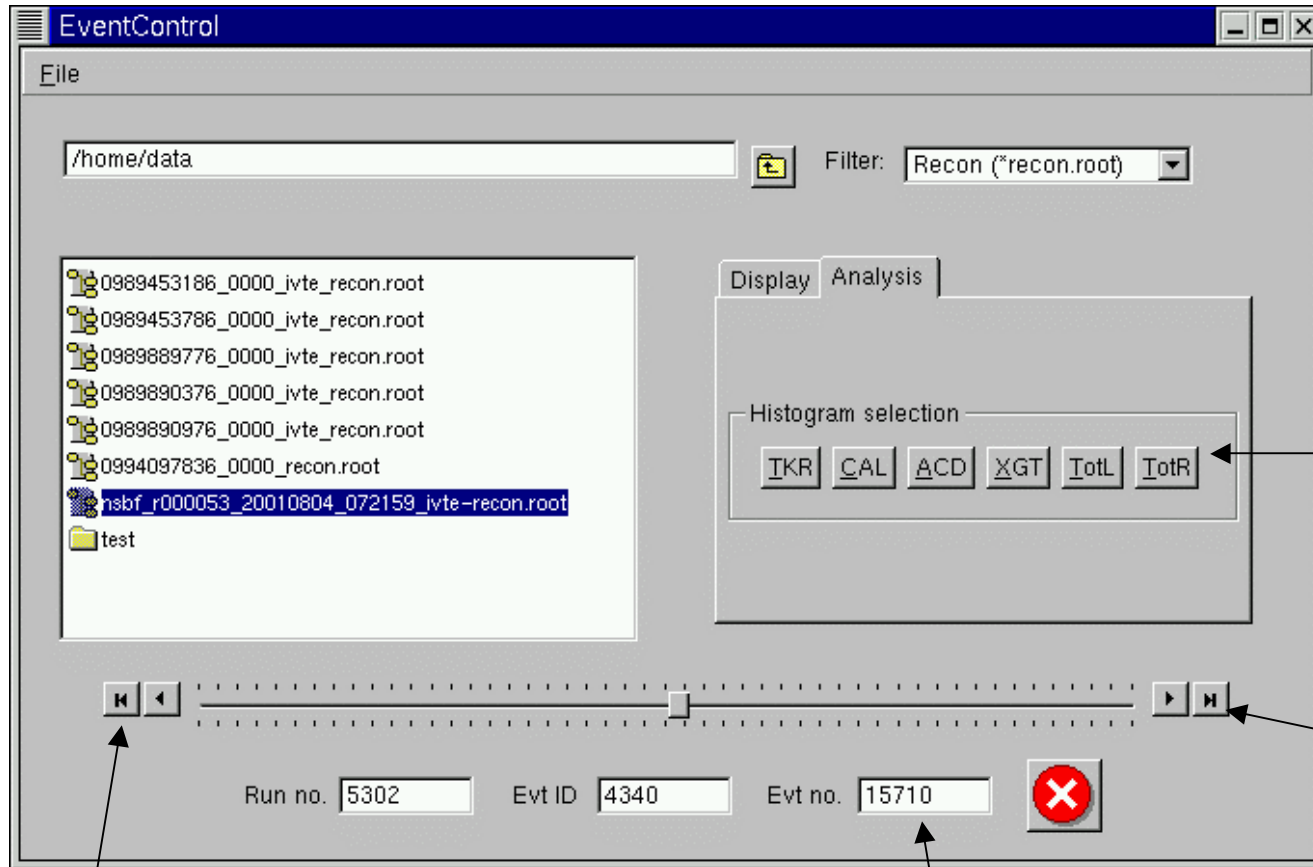 EventControl
File
/home/data
Filter:
Recon (*recon.root)
0989453186_0000_ivte_recon.root
0989453786_0000_ivte_recon.root
0989889776_0000_ivte_recon.root
0989890376_0000_ivte_recon.root
0989890976_0000_ivte_recon.root
0994097836_0000_recon.root
nsbf_r000053_20010804_072159_ivte-recon.root
test
Display Analysis
Histogram selection
TKR CAL ACD XGT TotL TotR
Run no. 5302 Evt ID 4340 Evt no. 15710